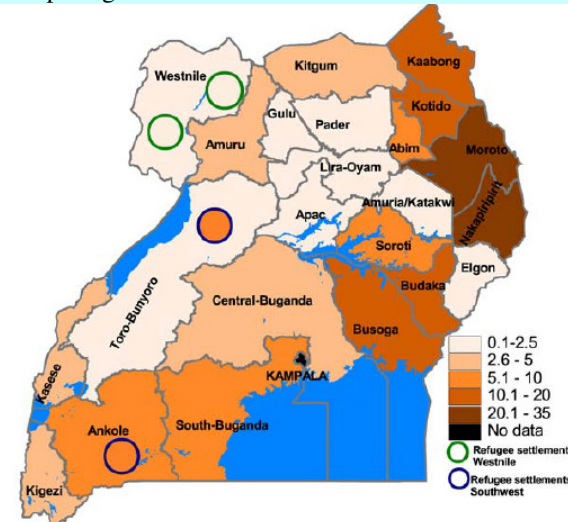 Kaabong
Kitgum
Westnile
Kotido
Gulu
Pader
Moroto
Amuru
Abim
Lira-Oyam
Nakapiripirit
Amuria/Katakwi
Apac
Soroti
Elgon
Budaka
Central-Buganda
Toro-Bunyoro
Busoga
0.1-2.5
2.6 - 5
5.1 - 10
10.1 - 20
20.1 - 35
No data
KAMPALA
Kasese
Ankole
South-Buganda
Refugee settlement
Westnile
Refugee settlements
Southwest
Kigezi